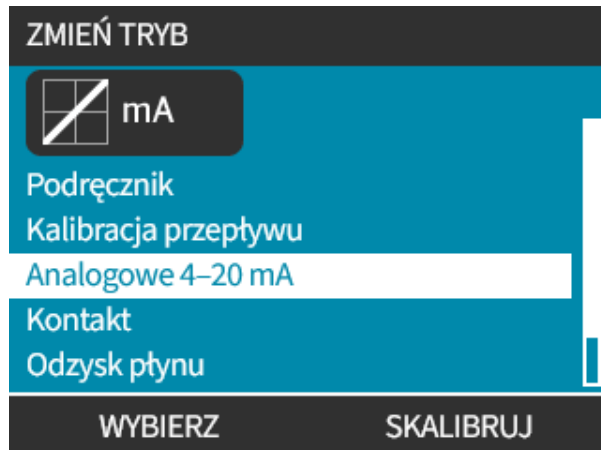 ZMIEŃ TRYB
mA
Podręcznik
Kalibracja przepływu
Analogowe 4–20 mA
Kontakt
Odzysk płynu
WYBIERZ SKALIBRUJ